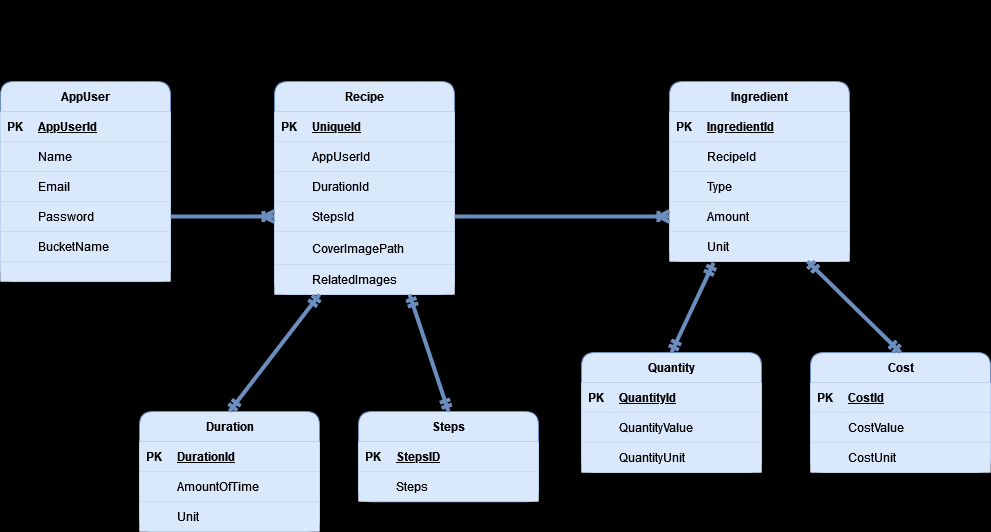 AppUser
PK AppUserId
Name
Email
Password
BucketName
Recipe
PK UniqueId
AppUserId
DurationId
StepsId
CoverImagePath
RelatedImages
Ingredient
PK IngredientId
RecipeId
Type
Amount
Unit
Duration
PK DurationId
AmountOfTime
Unit
Steps
PK StepsID
Steps
Quantity
PK QuantityId
QuantityValue
QuantityUnit
Cost
PK CostId
CostValue
CostUnit